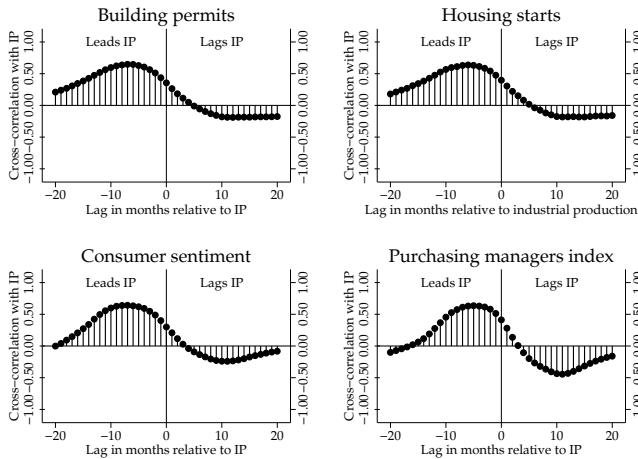 Building permits
Leads IP Lags IP
Cross−correlation with IP
−1.00 −0.50 0.00 0.50 1.00
−1.00 −0.50 0.00 0.50 1.00
−20 −10 0 10 20
Lag in months relative to IP
Housing starts
Leads IP Lags IP
Cross−correlation with IP
−1.00 −0.50 0.00 0.50 1.00
−1.00 −0.50 0.00 0.50 1.00
−20 −10 0 10 20
Lag in months relative to industrial production
Consumer sentiment
Leads IP Lags IP
Cross−correlation with IP
−1.00 −0.50 0.00 0.50 1.00
−1.00 −0.50 0.00 0.50 1.00
−20 −10 0 10 20
Lag in months relative to IP
Purchasing managers index
Leads IP Lags IP
Cross−correlation with IP
−1.00 −0.50 0.00 0.50 1.00
−1.00 −0.50 0.00 0.50 1.00
−20 −10 0 10 20
Lag in months relative to IP